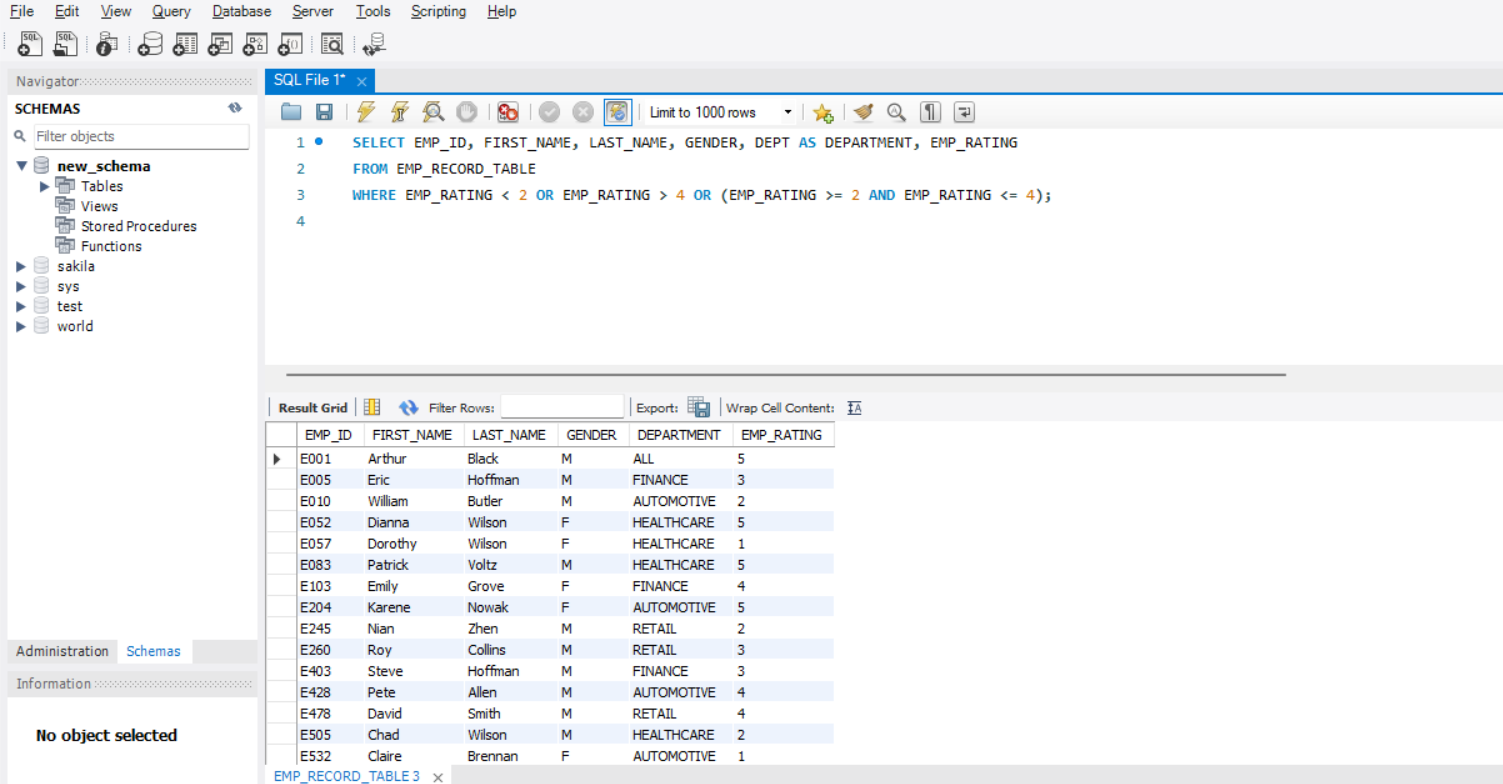 File Edit View Query Database Server Tools Scripting Help
SQL SQL
Navigator
SQL File 1* ×
SCHEMAS
Limit to 1000 rows
Filter objects
new_schema
Tables
Views
Stored Procedures
Functions
sakila
sys
test
world
1 SELECT EMP_ID, FIRST_NAME, LAST_NAME, GENDER, DEPT AS DEPARTMENT, EMP_RATING
2 FROM EMP_RECORD_TABLE
3 WHERE EMP_RATING < 2 OR EMP_RATING > 4 OR (EMP_RATING >= 2 AND EMP_RATING <= 4);
4
Result Grid Filter Rows: Export: Wrap Cell Content:
EMP_ID FIRST_NAME LAST_NAME GENDER DEPARTMENT EMP_RATING
E001 Arthur Black M ALL 5
E005 Eric Hoffman M FINANCE 3
E010 William Butler M AUTOMOTIVE 2
E052 Dianna Wilson F HEALTHCARE 5
E057 Dorothy Wilson F HEALTHCARE 1
E083 Patrick Voltz M HEALTHCARE 5
E103 Emily Grove F FINANCE 4
E204 Karene Nowak F AUTOMOTIVE 5
E245 Nian Zhen M RETAIL 2
E260 Roy Collins M RETAIL 3
E403 Steve Hoffman M FINANCE 3
E428 Pete Allen M AUTOMOTIVE 4
E478 David Smith M RETAIL 4
E505 Chad Wilson M HEALTHCARE 2
E532 Claire Brennan F AUTOMOTIVE 1
Administration Schemas
Information
No object selected
EMP_RECORD_TABLE 3 ×